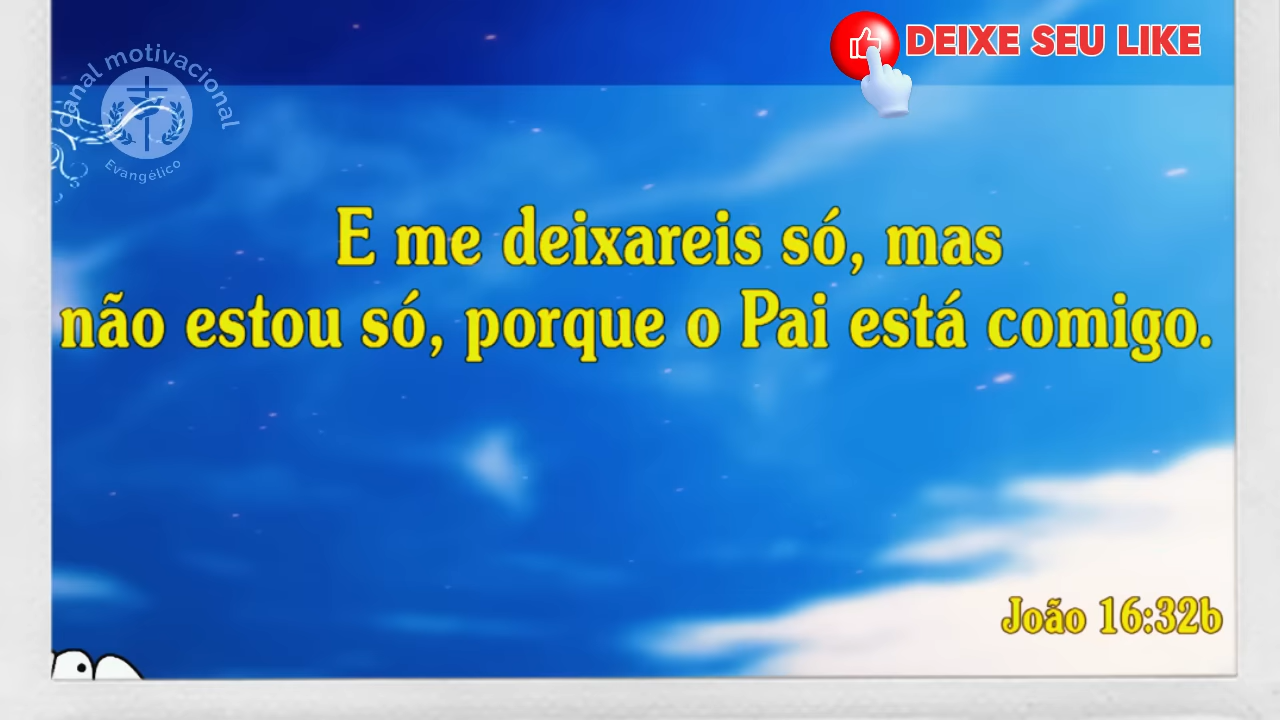 DEIXE SEU LIKE
canal motivacional
Evangélico
E me deixareis só, mas
não estou só, porque o Pai está comigo.
João 16:32b